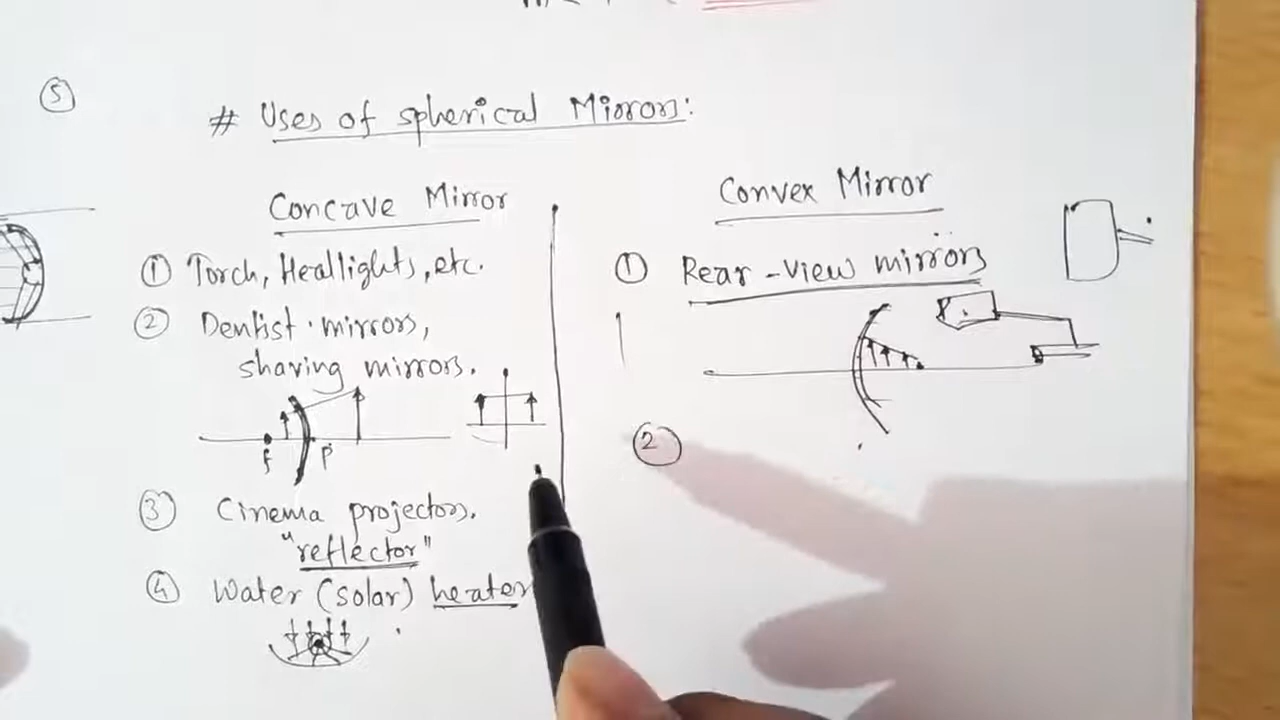 ⑤
# Uses of spherical Mirrors:
Concave Mirror
① Torch, Heallights, etc.
② Dentist mirrors,
shaving mirrors.
f P
③ Cinema projectors.
"reflector"
④ Water (solar) heater
Convex Mirror
① Rear-view mirrors
②